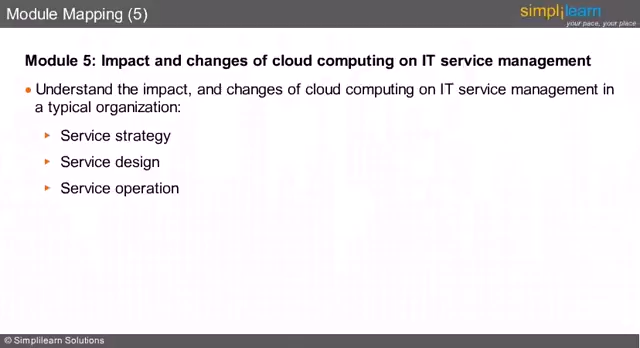 Module Mapping (5)
simplilearn
your pace, your place
Module 5: Impact and changes of cloud computing on IT service management
Understand the impact, and changes of cloud computing on IT service management in
a typical organization:
Service strategy
Service design
Service operation
© Simplilearn Solutions